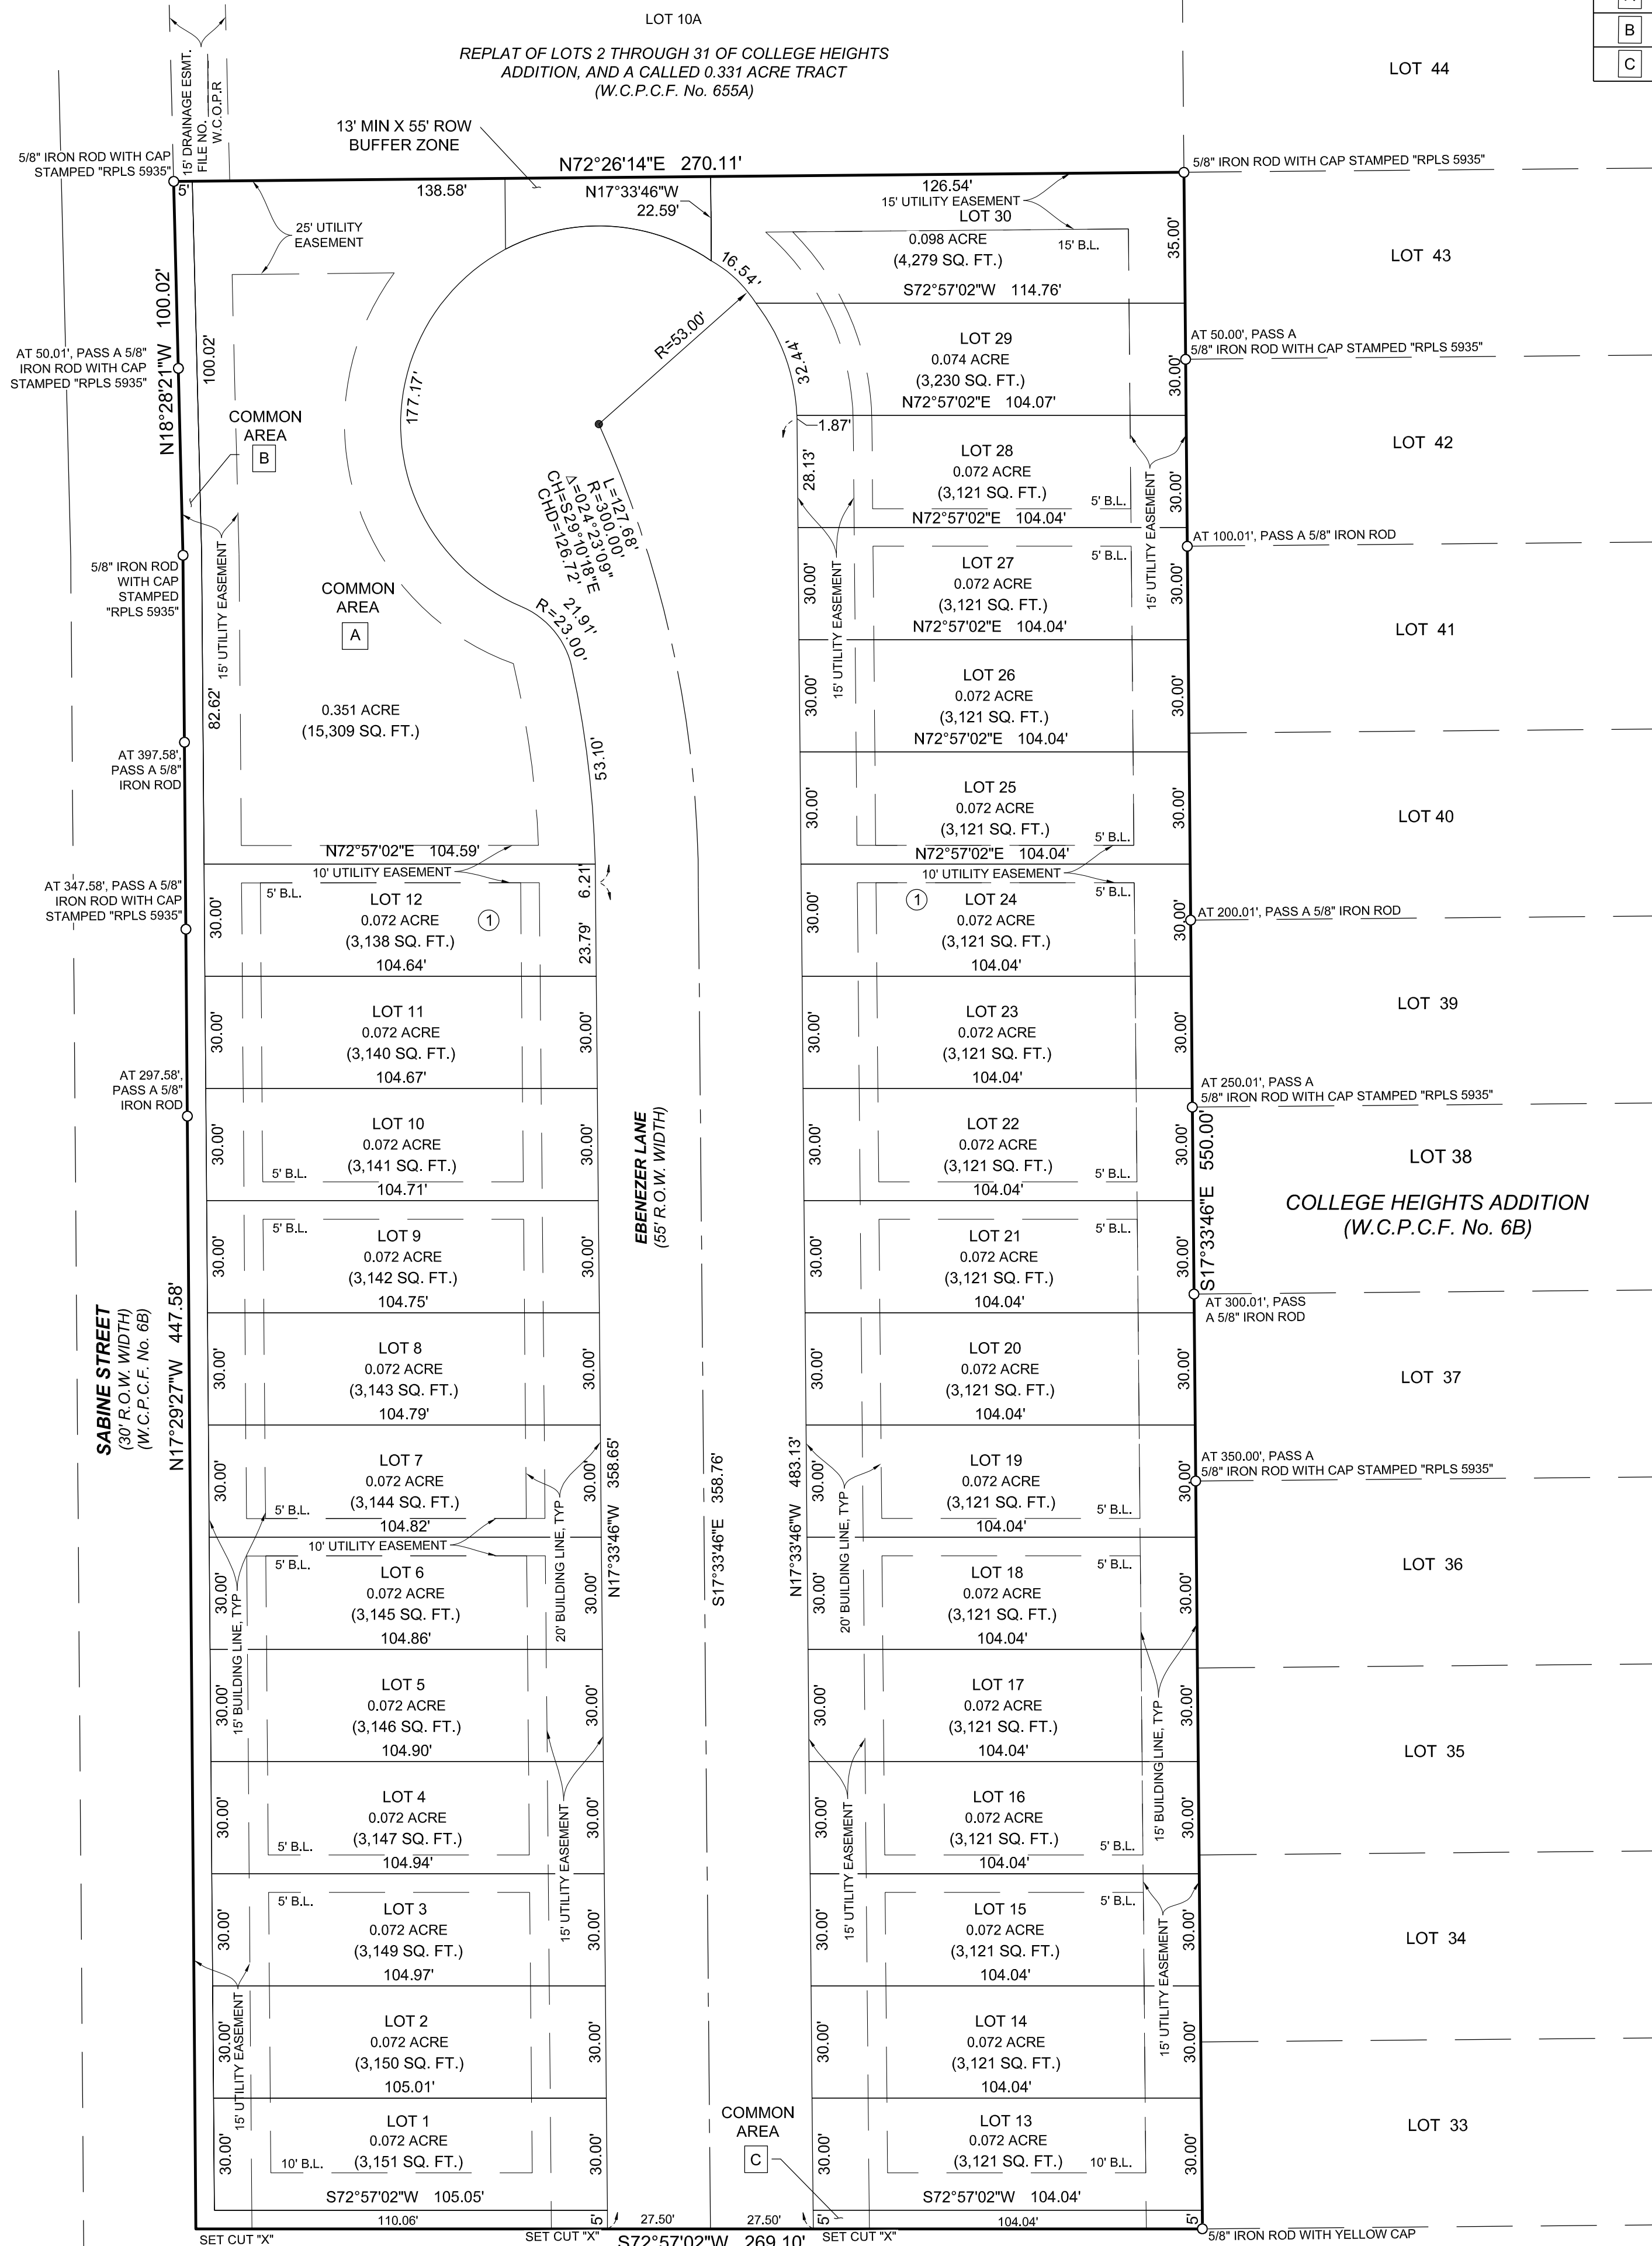 LOT 10A
REPLAT OF LOTS 2 THROUGH 31 OF COLLEGE HEIGHTS
ADDITION, AND A CALLED 0.331 ACRE TRACT
(W.C.P.C.F. No. 655A)
B
C
LOT 44
15' DRAINAGE ESMT.
FILE NO.
W.C.O.P.R
13' MIN X 55' ROW
BUFFER ZONE
5/8" IRON ROD WITH CAP
STAMPED "RPLS 5935"
N72°26'14"E 270.11'
5/8" IRON ROD WITH CAP STAMPED "RPLS 5935"
5'
138.58'
N17°33'46"W
22.59'
126.54'
15' UTILITY EASEMENT
LOT 30
0.098 ACRE
(4,279 SQ. FT.)
15' B.L.
35.00'
25' UTILITY
EASEMENT
LOT 43
16.54'
S72°57'02"W 114.76'
N18°28'21"W 100.02'
100.02'
R=53.00'
AT 50.01', PASS A 5/8"
IRON ROD WITH CAP
STAMPED "RPLS 5935"
LOT 29
0.074 ACRE
(3,230 SQ. FT.)
N72°57'02"E 104.07'
32.44'
30.00'
AT 50.00', PASS A
5/8" IRON ROD WITH CAP STAMPED "RPLS 5935"
177.17'
COMMON
AREA
B
1.87'
LOT 42
LOT 28
0.072 ACRE
(3,121 SQ. FT.)
5' B.L.
N72°57'02"E 104.04'
28.13'
30.00'
15' UTILITY EASEMENT
L=127.68'
R=300.00'
Δ=024°23'09"
CH=S29°10'18"E
CHD=126.72'
AT 100.01', PASS A 5/8" IRON ROD
5/8" IRON ROD
WITH CAP
STAMPED
"RPLS 5935"
15' UTILITY EASEMENT
COMMON
AREA
A
21.91'
R=23.00'
30.00'
15' UTILITY EASEMENT
LOT 27
0.072 ACRE
(3,121 SQ. FT.)
5' B.L.
N72°57'02"E 104.04'
30.00'
LOT 41
82.62'
0.351 ACRE
(15,309 SQ. FT.)
30.00'
LOT 26
0.072 ACRE
(3,121 SQ. FT.)
N72°57'02"E 104.04'
30.00'
AT 397.58',
PASS A 5/8"
IRON ROD
53.10'
30.00'
LOT 25
0.072 ACRE
(3,121 SQ. FT.)
5' B.L.
N72°57'02"E 104.04'
30.00'
LOT 40
N72°57'02"E 104.59'
10' UTILITY EASEMENT
6.21'
10' UTILITY EASEMENT
AT 347.58', PASS A 5/8"
IRON ROD WITH CAP
STAMPED "RPLS 5935"
30.00'
5' B.L.
LOT 12
0.072 ACRE
(3,138 SQ. FT.)
104.64'
1
23.79'
30.00'
1
LOT 24
0.072 ACRE
(3,121 SQ. FT.)
104.04'
5' B.L.
30.00'
AT 200.01', PASS A 5/8" IRON ROD
30.00'
LOT 11
0.072 ACRE
(3,140 SQ. FT.)
104.67'
30.00'
30.00'
LOT 23
0.072 ACRE
(3,121 SQ. FT.)
104.04'
30.00'
LOT 39
AT 297.58',
PASS A 5/8"
IRON ROD
AT 250.01', PASS A
5/8" IRON ROD WITH CAP STAMPED "RPLS 5935"
30.00'
LOT 10
0.072 ACRE
(3,141 SQ. FT.)
5' B.L.
104.71'
30.00'
EBENEZER LANE
(55' R.O.W. WIDTH)
30.00'
LOT 22
0.072 ACRE
(3,121 SQ. FT.)
5' B.L.
104.04'
30.00'
S17°33'46"E 550.00'
LOT 38
COLLEGE HEIGHTS ADDITION
(W.C.P.C.F. No. 6B)
30.00'
5' B.L.
LOT 9
0.072 ACRE
(3,142 SQ. FT.)
104.75'
30.00'
30.00'
LOT 21
0.072 ACRE
(3,121 SQ. FT.)
104.04'
5' B.L.
30.00'
AT 300.01', PASS
A 5/8" IRON ROD
SABINE STREET
(30' R.O.W. WIDTH)
(W.C.P.C.F. No. 6B)
N17°29'27"W 447.58'
30.00'
LOT 8
0.072 ACRE
(3,143 SQ. FT.)
104.79'
30.00'
30.00'
LOT 20
0.072 ACRE
(3,121 SQ. FT.)
104.04'
30.00'
LOT 37
30.00'
LOT 7
0.072 ACRE
(3,144 SQ. FT.)
5' B.L.
104.82'
30.00'
N17°33'46"W 358.65'
S17°33'46"E 358.76'
N17°33'46"W 483.13'
30.00'
LOT 19
0.072 ACRE
(3,121 SQ. FT.)
5' B.L.
104.04'
30.00'
AT 350.00', PASS A
5/8" IRON ROD WITH CAP STAMPED "RPLS 5935"
10' UTILITY EASEMENT
20' BUILDING LINE, TYP
20' BUILDING LINE, TYP
30.00'
15' BUILDING LINE, TYP
5' B.L.
LOT 6
0.072 ACRE
(3,145 SQ. FT.)
104.86'
30.00'
30.00'
LOT 18
0.072 ACRE
(3,121 SQ. FT.)
104.04'
5' B.L.
30.00'
LOT 36
30.00'
LOT 5
0.072 ACRE
(3,146 SQ. FT.)
104.90'
30.00'
30.00'
LOT 17
0.072 ACRE
(3,121 SQ. FT.)
104.04'
15' BUILDING LINE, TYP
30.00'
LOT 35
30.00'
LOT 4
0.072 ACRE
(3,147 SQ. FT.)
5' B.L.
104.94'
15' UTILITY EASEMENT
30.00'
30.00'
15' UTILITY EASEMENT
LOT 16
0.072 ACRE
(3,121 SQ. FT.)
5' B.L.
104.04'
30.00'
30.00'
5' B.L.
LOT 3
0.072 ACRE
(3,149 SQ. FT.)
104.97'
30.00'
30.00'
LOT 15
0.072 ACRE
(3,121 SQ. FT.)
104.04'
5' B.L.
15' UTILITY EASEMENT
30.00'
LOT 34
30.00'
15' UTILITY EASEMENT
LOT 2
0.072 ACRE
(3,150 SQ. FT.)
105.01'
30.00'
30.00'
LOT 14
0.072 ACRE
(3,121 SQ. FT.)
104.04'
30.00'
30.00'
LOT 1
0.072 ACRE
(3,151 SQ. FT.)
10' B.L.
S72°57'02"W 105.05'
30.00'
COMMON
AREA
C
30.00'
LOT 13
0.072 ACRE
(3,121 SQ. FT.)
10' B.L.
S72°57'02"W 104.04'
30.00'
LOT 33
110.06'
5'
27.50'
27.50'
5'
104.04'
5'
SET CUT "X"
SET CUT "X"
S72°57'02"W 269.10'
SET CUT "X"
5/8" IRON ROD WITH YELLOW CAP